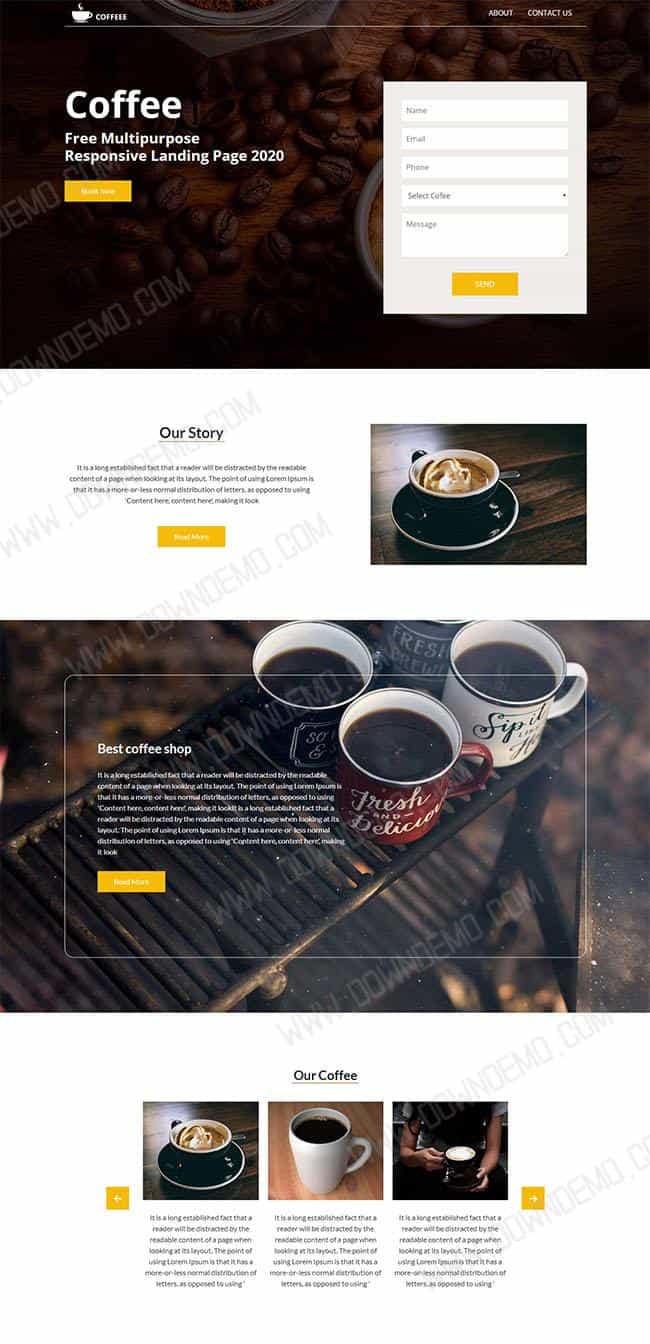 COFFEEE
ABOUT
CONTACT US
Coffee
Free Multipurpose
Responsive Landing Page 2020
Book now
Name
Email
Phone
Select Cofee
Message
SEND
Our Story
It is a long established fact that a reader will be distracted by the readable
content of a page when looking at its layout. The point of using Lorem Ipsum is
that it has a more-or-less normal distribution of letters, as opposed to using
'Content here, content here', making it look
Read More
FRESH
BREWED
Sip it
LIKE
Fresh
and
Delicious
Best coffee shop
It is a long established fact that a reader will be distracted by the readable
content of a page when looking at its layout. The point of using Lorem Ipsum is
that it has a more-or-less normal distribution of letters, as opposed to using
'Content here, content here', making it lookIt is a long established fact that a
reader will be distracted by the readable content of a page when looking at its
layout. The point of using Lorem Ipsum is that it has a more-or-less normal
distribution of letters, as opposed to using 'Content here, content here', making
it look
Read More
Our Coffee
It is a long established fact that a
reader will be distracted by the
readable content of a page when
looking at its layout. The point of
using Lorem Ipsum is that it has a
more-or-less normal distribution of
letters, as opposed to using '
It is a long established fact that a
reader will be distracted by the
readable content of a page when
looking at its layout. The point of
using Lorem Ipsum is that it has a
more-or-less normal distribution of
letters, as opposed to using '
It is a long established fact that a
reader will be distracted by the
readable content of a page when
looking at its layout. The point of
using Lorem Ipsum is that it has a
more-or-less normal distribution of
letters, as opposed to using '
WWW.DOWNDEMO.COM